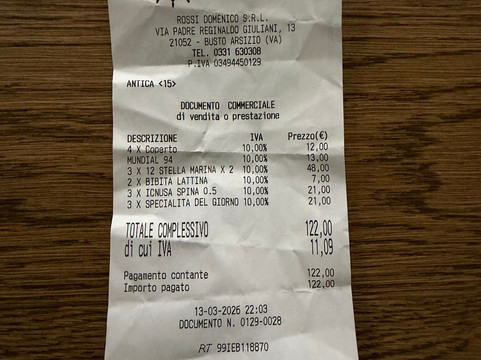 ROSSI DOMENICO S.R.L.
VIA PADRE REGINALDO GIULIANI, 13
21052 - BUSTO ARSIZIO (VA)
TEL. 0331 630308
P.IVA 03494450129
ANTICA <15>
DOCUMENTO COMMERCIALE
di vendita o prestazione
DESCRIZIONE IVA Prezzo(€)
4 X Coperto 10,00% 12,00
MUNDIAL 94 10,00% 13,00
3 X 12 STELLA MARINA X 2 10,00% 48,00
2 X BIBITA LATTINA 10,00% 7,00
3 X ICNUSA SPINA 0.5 10,00% 21,00
3 X SPECIALITA DEL GIORNO 10,00% 21,00
TOTALE COMPLESSIVO 122,00
di cui IVA 11,09
Pagamento contante 122,00
Importo pagato 122,00
13-03-2026 22:03
DOCUMENTO N. 0129-0028
RT 99IEB118870